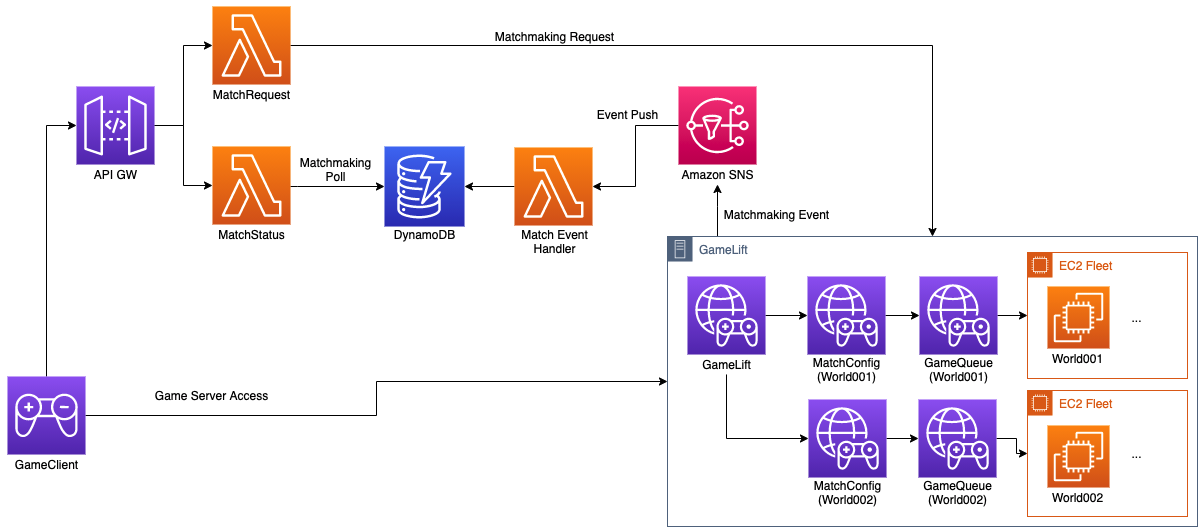 Matchmaking Request
MatchRequest
API GW
Event Push
Amazon SNS
Matchmaking
Poll
MatchStatus
DynamoDB
Match Event
Handler
Matchmaking Event
GameLift
EC2 Fleet
World001
...
GameLift
MatchConfig
(World001)
GameQueue
(World001)
Game Server Access
GameClient
EC2 Fleet
World002
...
MatchConfig
(World002)
GameQueue
(World002)